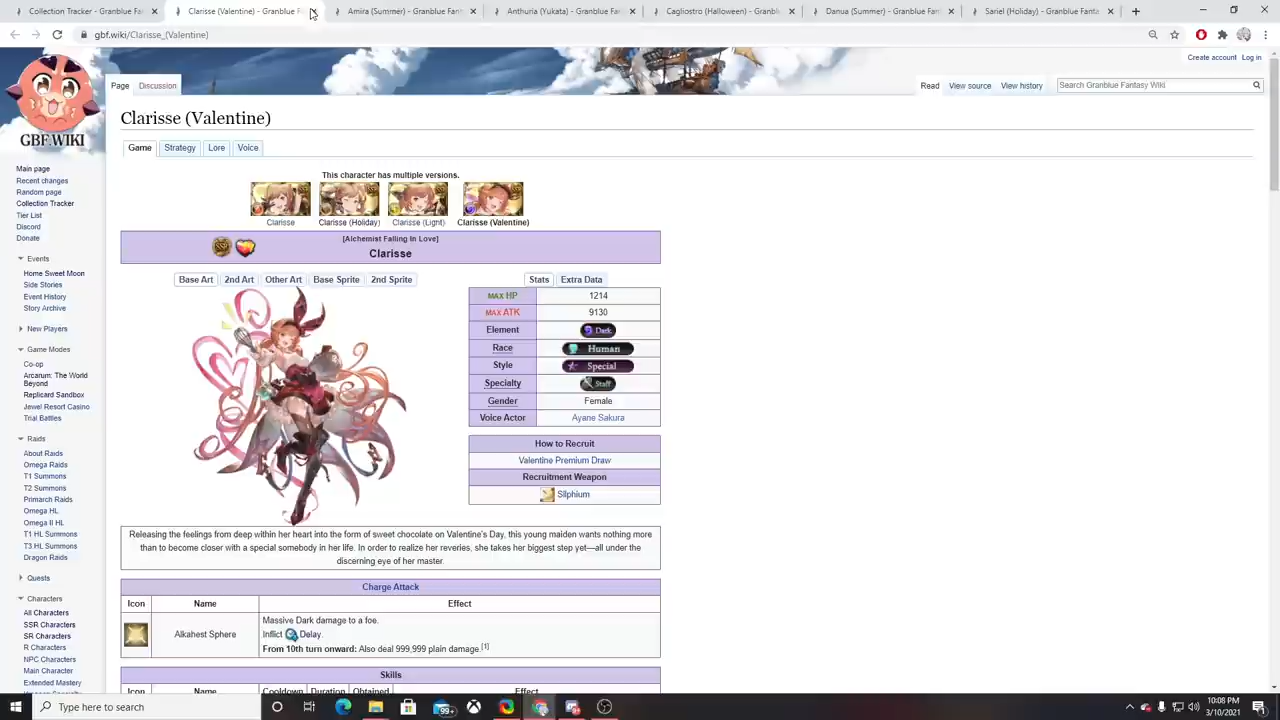 Collection Tracker - Granblue Fa
Clarisse (Valentine) - Granblue Fa
Amira (Summer) - Granblue Fantas
Anthuria (Yukata) - Granblue Fant
Cagliostro (Halloween) - Granblue
Danua (Summer) - Granblue Fant
Sariel (Holiday) - Granblue Fantas
gbf.wiki/Clarisse_(Valentine)
Create account Log in
Page Discussion
Read View source View history
Search Granblue Fantasy Wiki
GBF.WIKI
Main page
Recent changes
Random page
Collection Tracker
Tier List
Discord
Donate
Events
Home Sweet Moon
Side Stories
Event History
Story Archive
New Players
Game Modes
Co-op
Arcarum: The World
Beyond
Replicard Sandbox
Jewel Resort Casino
Trial Battles
Raids
About Raids
Omega Raids
T1 Summons
T2 Summons
Primarch Raids
Omega HL
Omega II HL
T1 HL Summons
T3 HL Summons
Dragon Raids
Quests
Characters
All Characters
SSR Characters
SR Characters
R Characters
NPC Characters
Main Character
Extended Mastery
Clarisse (Valentine)
Game Strategy Lore Voice
This character has multiple versions.
Clarisse Clarisse (Holiday) Clarisse (Light) Clarisse (Valentine)
[Alchemist Falling In Love]
Clarisse
Base Art 2nd Art Other Art Base Sprite 2nd Sprite
Stats Extra Data
MAX HP 1214
MAX ATK 9130
Element Dark
Race Human
Style Special
Specialty Staff
Gender Female
Voice Actor Ayane Sakura
How to Recruit
Valentine Premium Draw
Recruitment Weapon
Silphium
Releasing the feelings from deep within her heart into the form of sweet chocolate on Valentine's Day, this young maiden wants nothing more
than to become closer with a special somebody in her life. In order to realize her reveries, she takes her biggest step yet—all under the
discerning eye of her master.
Charge Attack
Icon Name Effect
Alkahest Sphere
Massive Dark damage to a foe.
Inflict Delay.
From 10th turn onward: Also deal 999,999 plain damage.[1]
Skills
Icon Name Cooldown Duration Obtained Effect
Type here to search
99+
10:08 PM
3/10/2021